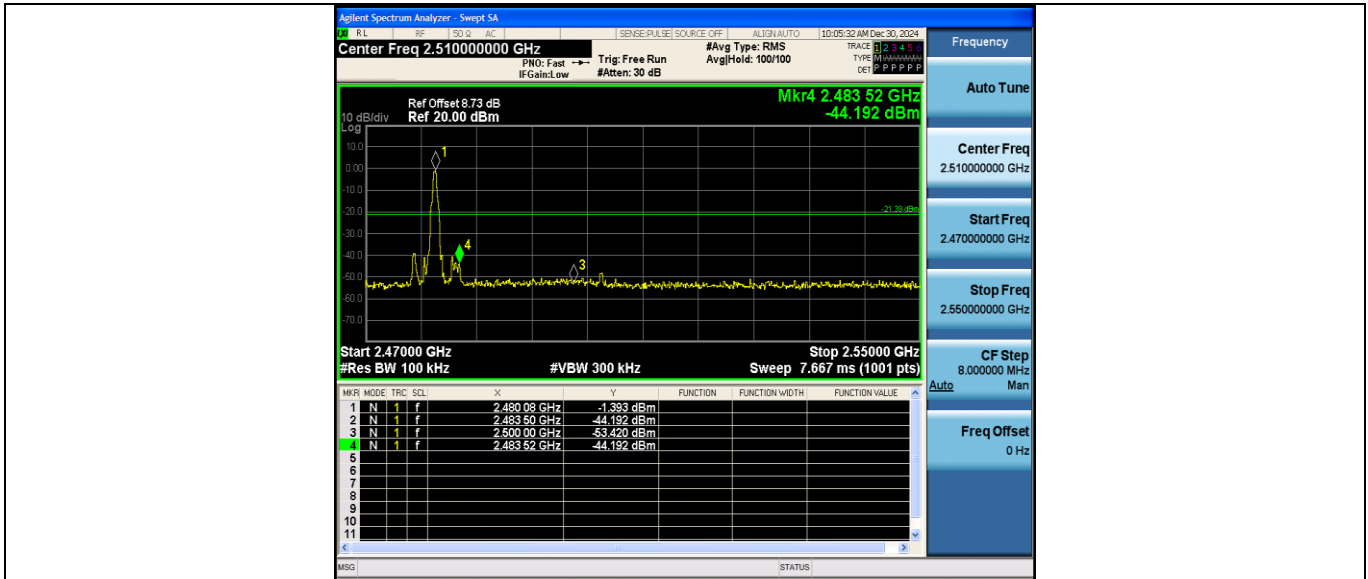 Agilent Spectrum Analyzer - Swept SA
LXI RL RF 50 Ω AC SENSE:PULSE SOURCE OFF ALIGN AUTO 10:05:32 AM Dec 30, 2024
Center Freq 2.510000000 GHz
PNO: Fast
IFGain:Low
Trig: Free Run
#Atten: 30 dB
#Avg Type: RMS
Avg|Hold: 100/100
TRACE 1 2 3 4 5 6
TYPE M WWWWW
DET P P P P P P
Mkr4 2.483 52 GHz
-44.192 dBm
Ref Offset 8.73 dB
10 dB/div Ref 20.00 dBm
Log
10.0
0.00
-10.0
-20.0
-30.0
-40.0
-50.0
-60.0
-70.0
1
4
3
-21.39 dBm
Start 2.47000 GHz Stop 2.55000 GHz
#Res BW 100 kHz #VBW 300 kHz Sweep 7.667 ms (1001 pts)
MKR MODE TRC SCL X Y FUNCTION FUNCTION WIDTH FUNCTION VALUE
1 N 1 f 2.480 08 GHz -1.393 dBm
2 N 1 f 2.483 50 GHz -44.192 dBm
3 N 1 f 2.500 00 GHz -53.420 dBm
4 N 1 f 2.483 52 GHz -44.192 dBm
5
6
7
8
9
10
11
MSG STATUS
Frequency
Auto Tune
Center Freq
2.510000000 GHz
Start Freq
2.470000000 GHz
Stop Freq
2.550000000 GHz
CF Step
8.000000 MHz
Auto Man
Freq Offset
0 Hz